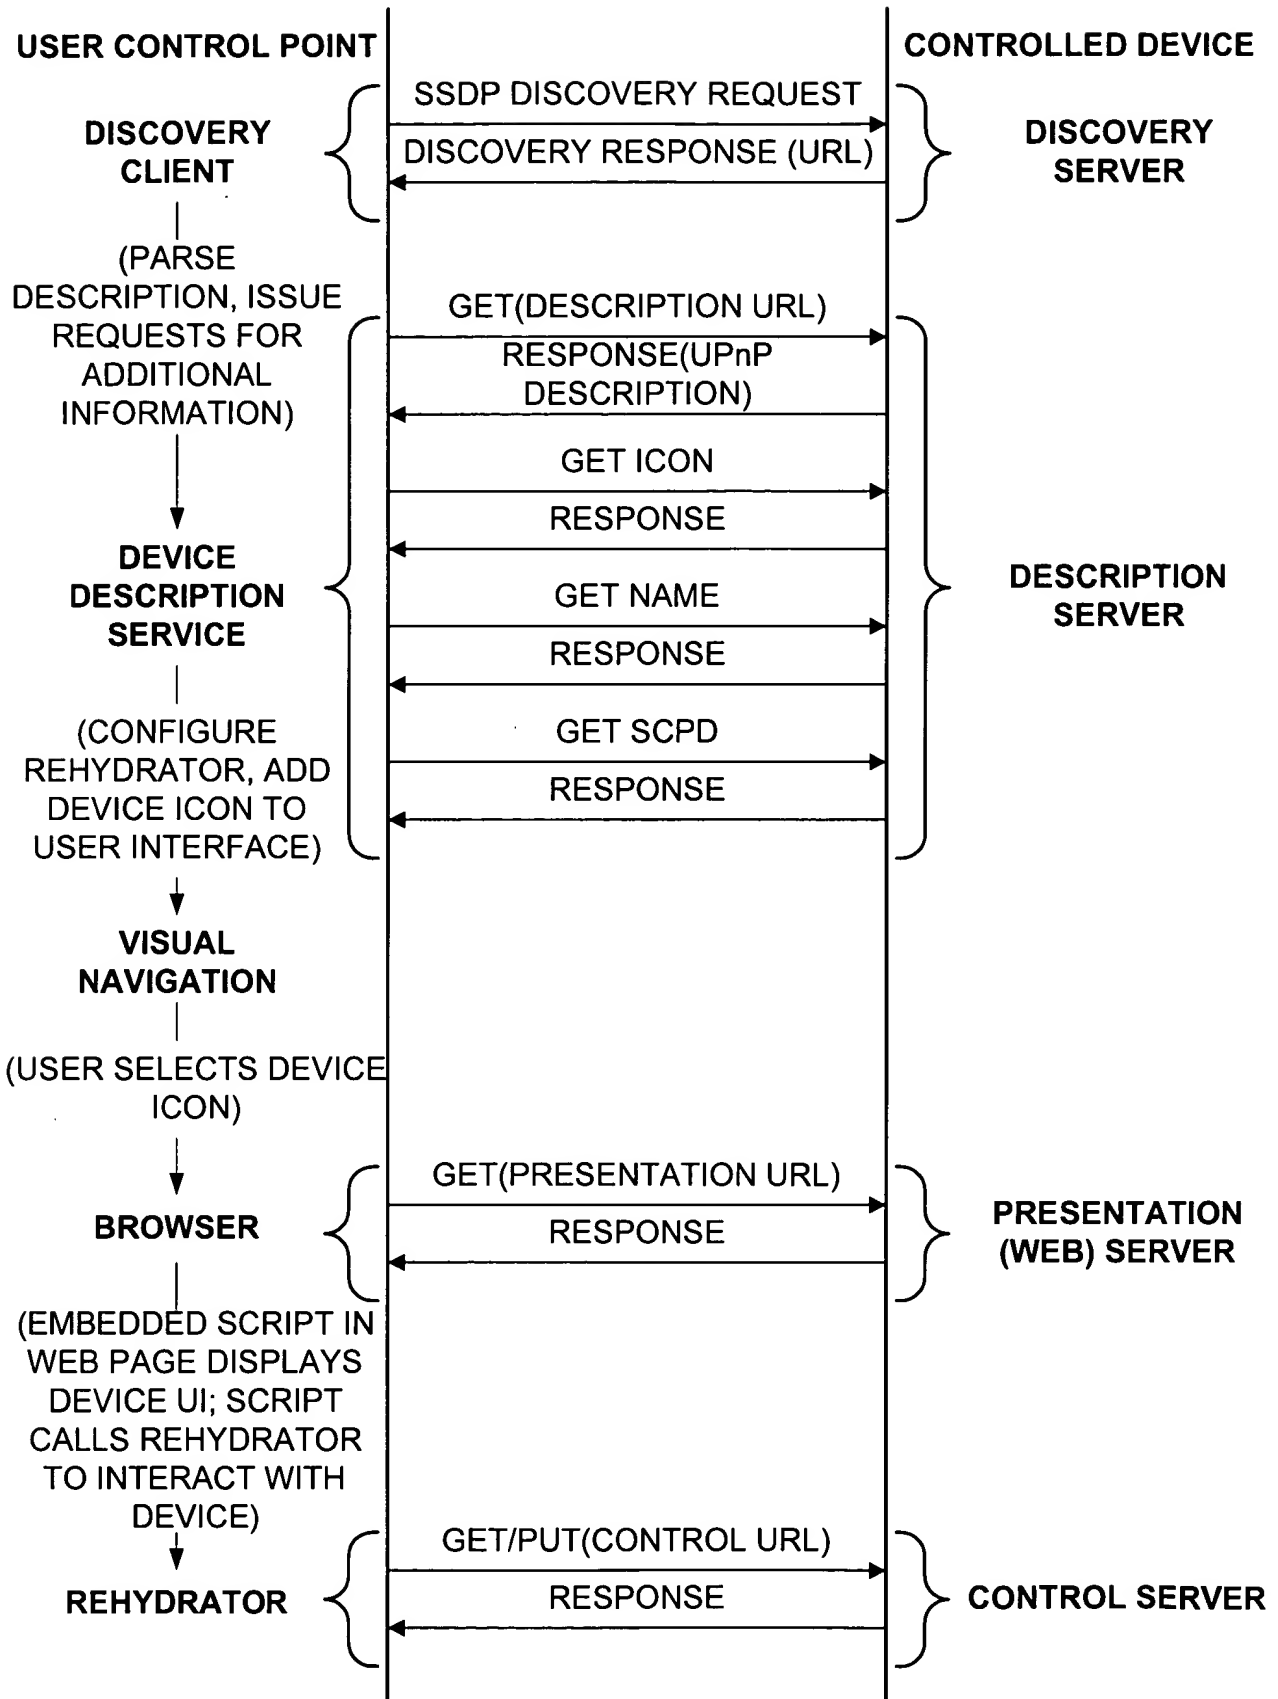 USER CONTROL POINT
CONTROLLED DEVICE
SSDP DISCOVERY REQUEST
DISCOVERY
CLIENT
DISCOVERY RESPONSE (URL)
DISCOVERY
SERVER
(PARSE
DESCRIPTION, ISSUE
REQUESTS FOR
ADDITIONAL
INFORMATION)
GET(DESCRIPTION URL)
RESPONSE(UPnP
DESCRIPTION)
GET ICON
RESPONSE
DEVICE
DESCRIPTION
SERVICE
GET NAME
RESPONSE
DESCRIPTION
SERVER
(CONFIGURE
REHYDRATOR, ADD
DEVICE ICON TO
USER INTERFACE)
GET SCPD
RESPONSE
VISUAL
NAVIGATION
(USER SELECTS DEVICE
ICON)
BROWSER
GET(PRESENTATION URL)
RESPONSE
PRESENTATION
(WEB) SERVER
(EMBEDDED SCRIPT IN
WEB PAGE DISPLAYS
DEVICE UI; SCRIPT
CALLS REHYDRATOR
TO INTERACT WITH
DEVICE)
REHYDRATOR
GET/PUT(CONTROL URL)
RESPONSE
CONTROL SERVER